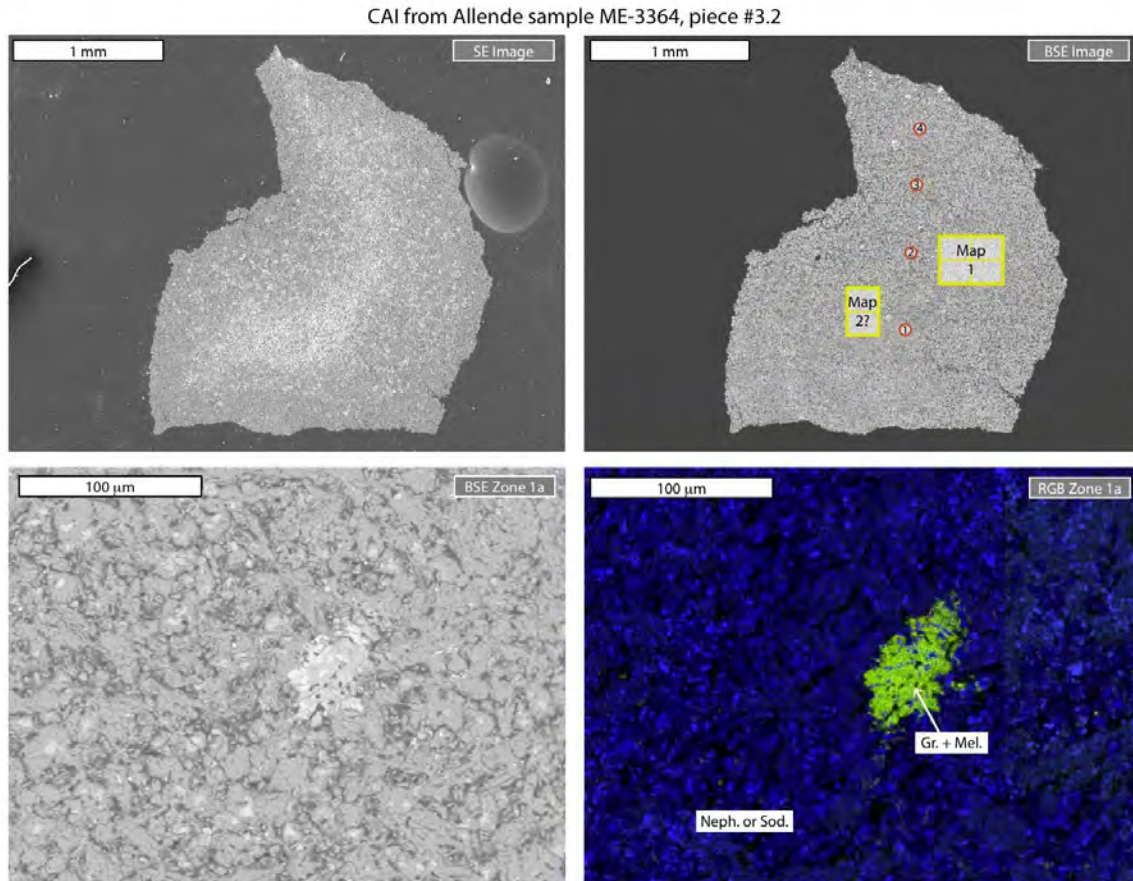 CAI from Allende sample ME-3364, piece #3.2
1 mm
SE Image
1 mm
BSE Image
4
3
2
Map
1
Map
2?
1
100 μm
BSE Zone 1a
100 μm
RGB Zone 1a
Gr. + Mel.
Neph. or Sod.